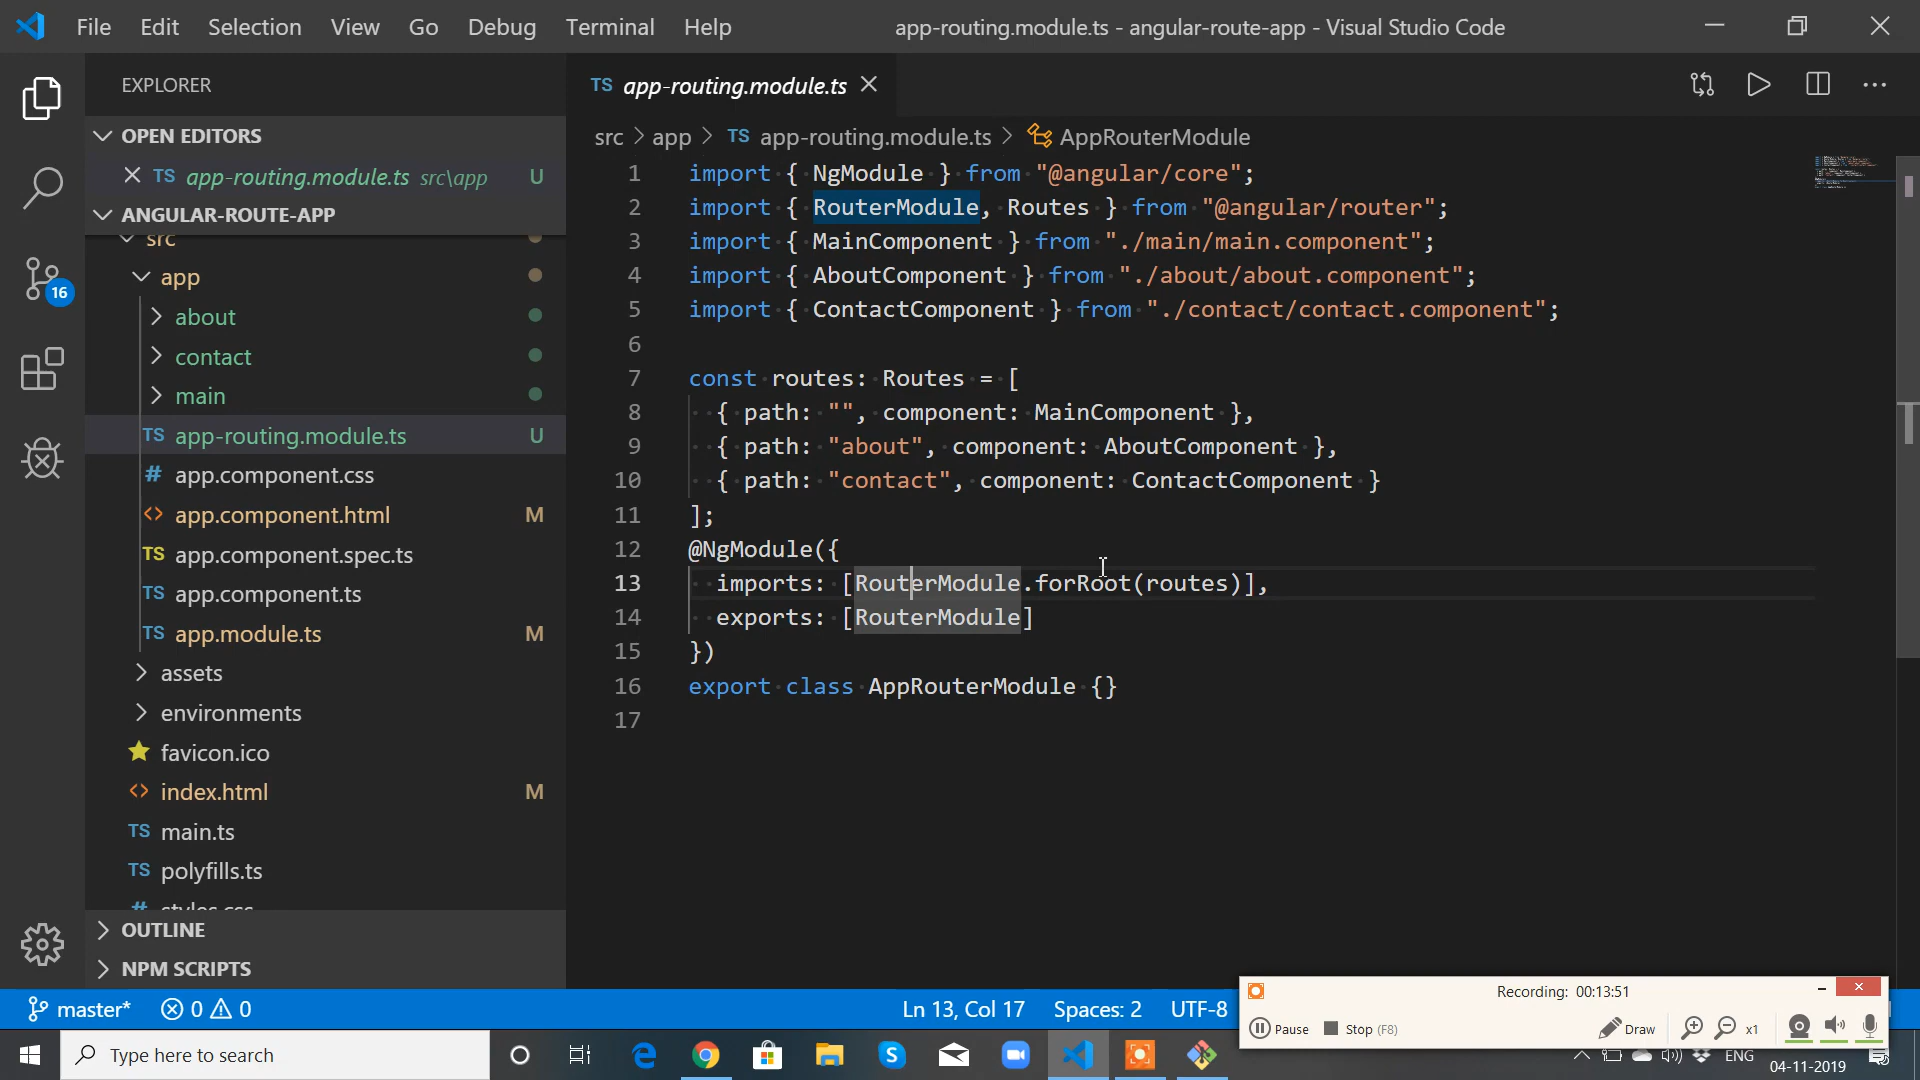 File Edit Selection View Go Debug Terminal Help app-routing.module.ts - angular-route-app - Visual Studio Code
EXPLORER
OPEN EDITORS
TS app-routing.module.ts src\app U
ANGULAR-ROUTE-APP
src
app
about
contact
main
TS app-routing.module.ts U
# app.component.css
<> app.component.html M
TS app.component.spec.ts
TS app.component.ts
TS app.module.ts M
assets
environments
favicon.ico
<> index.html M
TS main.ts
TS polyfills.ts
# styles.css
OUTLINE
NPM SCRIPTS
16
TS app-routing.module.ts
src > app > TS app-routing.module.ts > AppRouterModule
1 import { NgModule } from "@angular/core";
2 import { RouterModule, Routes } from "@angular/router";
3 import { MainComponent } from "./main/main.component";
4 import { AboutComponent } from "./about/about.component";
5 import { ContactComponent } from "./contact/contact.component";
6
7 const routes: Routes = [
8 { path: "", component: MainComponent },
9 { path: "about", component: AboutComponent },
10 { path: "contact", component: ContactComponent }
11 ];
12 @NgModule({
13 imports: [RouterModule.forRoot(routes)],
14 exports: [RouterModule]
15 })
16 export class AppRouterModule {}
17
master* 0 0 Ln 13, Col 17 Spaces: 2 UTF-8
Recording: 00:13:51
Pause Stop (F8) Draw x1
Type here to search
ENG
04-11-2019